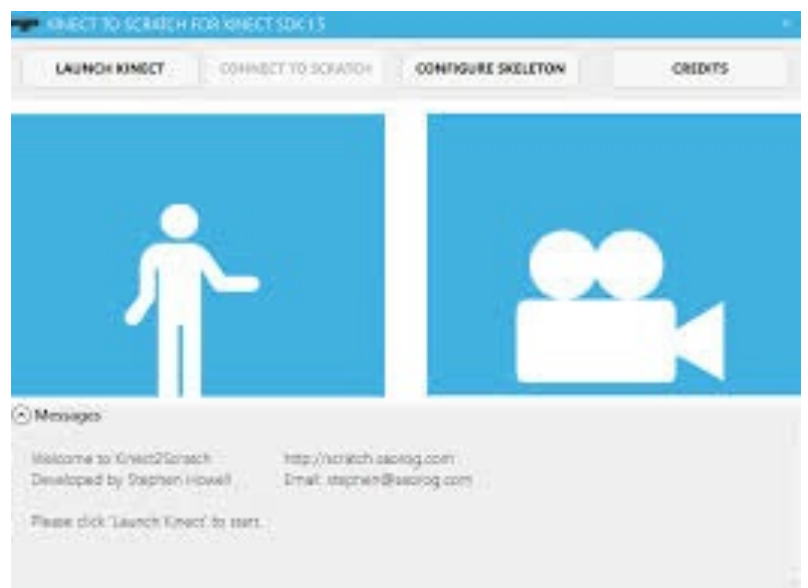 KINECT TO SCRATCH FOR KINECT SDK 1.5
LAUNCH KINECT CONNECT TO SCRATCH CONFIGURE SKELETON CREDITS
Messages
Welcome to Kinect2Scratch http://scratch.saorog.com
Developed by Stephen Howell Email: stephen@saorog.com
Please click 'Launch Kinect' to start.